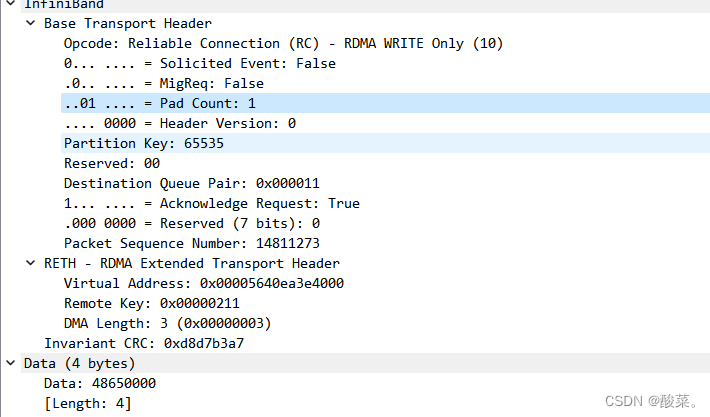 InfiniBand
Base Transport Header
Opcode: Reliable Connection (RC) - RDMA WRITE Only (10)
0... .... = Solicited Event: False
.0.. .... = MigReq: False
..01 .... = Pad Count: 1
.... 0000 = Header Version: 0
Partition Key: 65535
Reserved: 00
Destination Queue Pair: 0x000011
1... .... = Acknowledge Request: True
.000 0000 = Reserved (7 bits): 0
Packet Sequence Number: 14811273
RETH - RDMA Extended Transport Header
Virtual Address: 0x00005640ea3e4000
Remote Key: 0x00000211
DMA Length: 3 (0x00000003)
Invariant CRC: 0xd8d7b3a7
Data (4 bytes)
Data: 48650000
[Length: 4]
CSDN @酸菜。